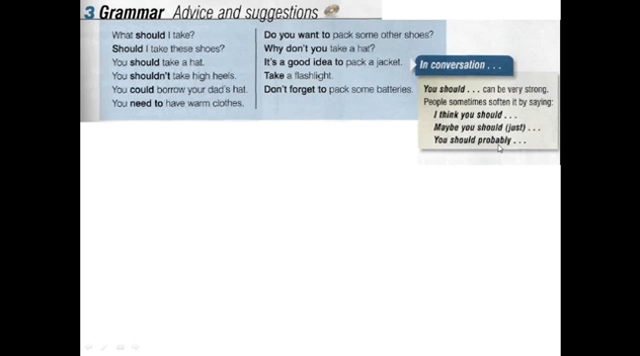 3 Grammar Advice and suggestions
What should I take?
Should I take these shoes?
You should take a hat.
You shouldn't take high heels.
You could borrow your dad's hat.
You need to have warm clothes.
Do you want to pack some other shoes?
Why don't you take a hat?
It's a good idea to pack a jacket.
Take a flashlight.
Don't forget to pack some batteries.
In conversation . . .
You should . . . can be very strong.
People sometimes soften it by saying:
I think you should . . .
Maybe you should (just) . . .
You should probably . . .